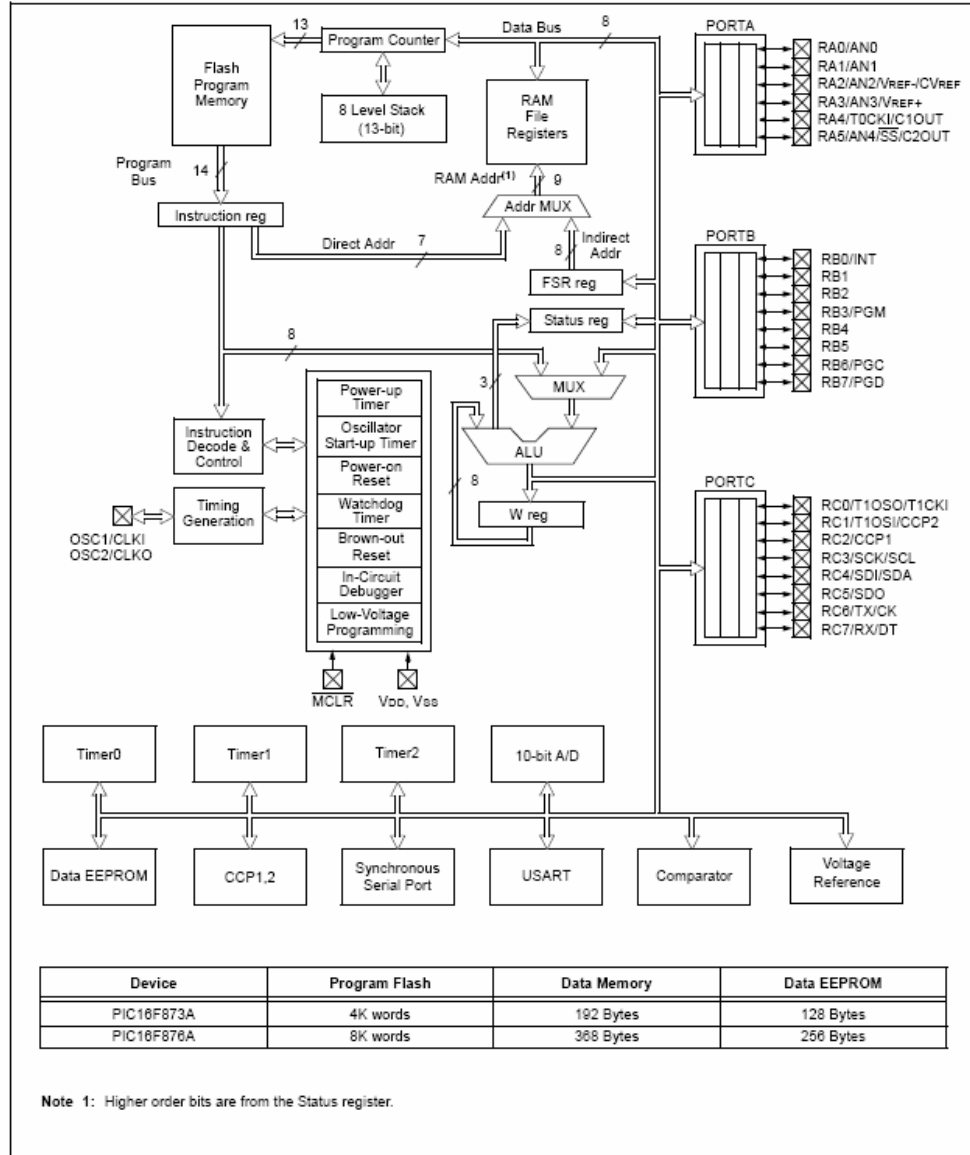 13
Program Counter
Data Bus
8
Flash
Program
Memory
8 Level Stack
(13-bit)
RAM
File
Registers
Program
Bus
14
RAM Addr(1)
9
Addr MUX
Instruction reg
Direct Addr
7
8
Indirect
Addr
FSR reg
Status reg
8
3
MUX
ALU
8
W reg
Instruction
Decode &
Control
Timing
Generation
OSC1/CLKI
OSC2/CLKO
Power-up
Timer
Oscillator
Start-up Timer
Power-on
Reset
Watchdog
Timer
Brown-out
Reset
In-Circuit
Debugger
Low-Voltage
Programming
MCLR
VDD, VSS
PORTA
RA0/AN0
RA1/AN1
RA2/AN2/VREF-/CVREF
RA3/AN3/VREF+
RA4/T0CKI/C1OUT
RA5/AN4/SS/C2OUT
PORTB
RB0/INT
RB1
RB2
RB3/PGM
RB4
RB5
RB6/PGC
RB7/PGD
PORTC
RC0/T1OSO/T1CKI
RC1/T1OSI/CCP2
RC2/CCP1
RC3/SCK/SCL
RC4/SDI/SDA
RC5/SDO
RC6/TX/CK
RC7/RX/DT
Timer0
Timer1
Timer2
10-bit A/D
Data EEPROM
CCP1,2
Synchronous
Serial Port
USART
Comparator
Voltage
Reference
Device Program Flash Data Memory Data EEPROM
PIC16F873A 4K words 192 Bytes 128 Bytes
PIC16F876A 8K words 368 Bytes 256 Bytes
Note 1: Higher order bits are from the Status register.